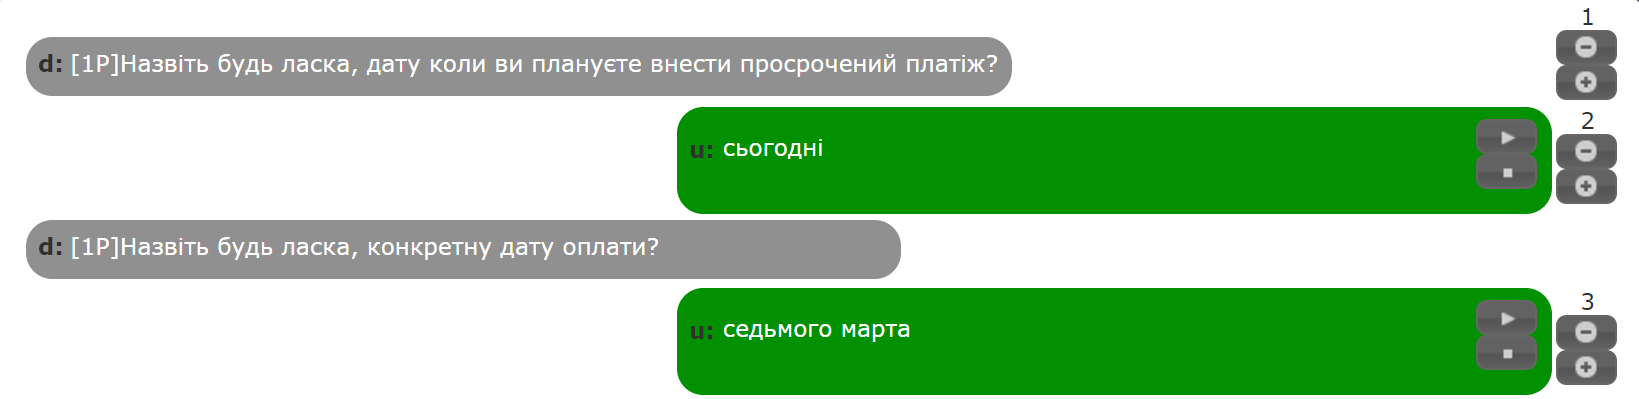 1
d: [1P]Назвіть будь ласка, дату коли ви плануєте внести просрочений платіж?
2
u: сьогодні
d: [1P]Назвіть будь ласка, конкретну дату оплати?
3
u: седьмого марта